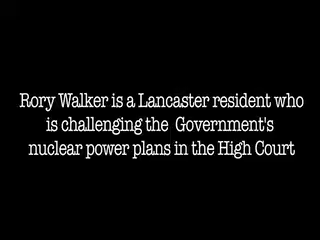 Rory Walker is a Lancaster resident who
is challenging the  Government's
nuclear power plans in the High Court